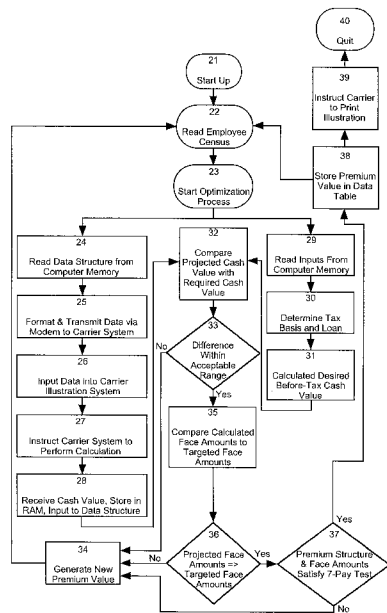 40
Quit
21
Start Up
39
Instruct Carrier
to Print
Illustration
22
Read Employee
Census
38
Store Premium
Value in Data
Table
23
Start Optimization
Process
24
Read Data Structure from
Computer Memory
32
Compare
Projected Cash
Value with
Required Cash
Value
29
Read Inputs From
Computer Memory
25
Format & Transmit Data via
Modem to Carrier System
30
Determine Tax
Basis and Loan
33
Difference
Within
Acceptable
Range
No
Yes
26
Input Data into Carrier
Illustration System
31
Calculated Desired
Before-Tax Cash
Value
27
Instruct Carrier System to
Perform Calculation
35
Compare Calculated
Face Amounts to
Targeted Face
Amounts
28
Receive Cash Value, Store in
RAM, Input to Data Structure
34
Generate New
Premium Value
No
36
Projected Face
Amounts =>
Targeted Face
Amounts
Yes
37
Premium Structure
& Face Amounts
Satisfy 7-Pay Test
Yes
No